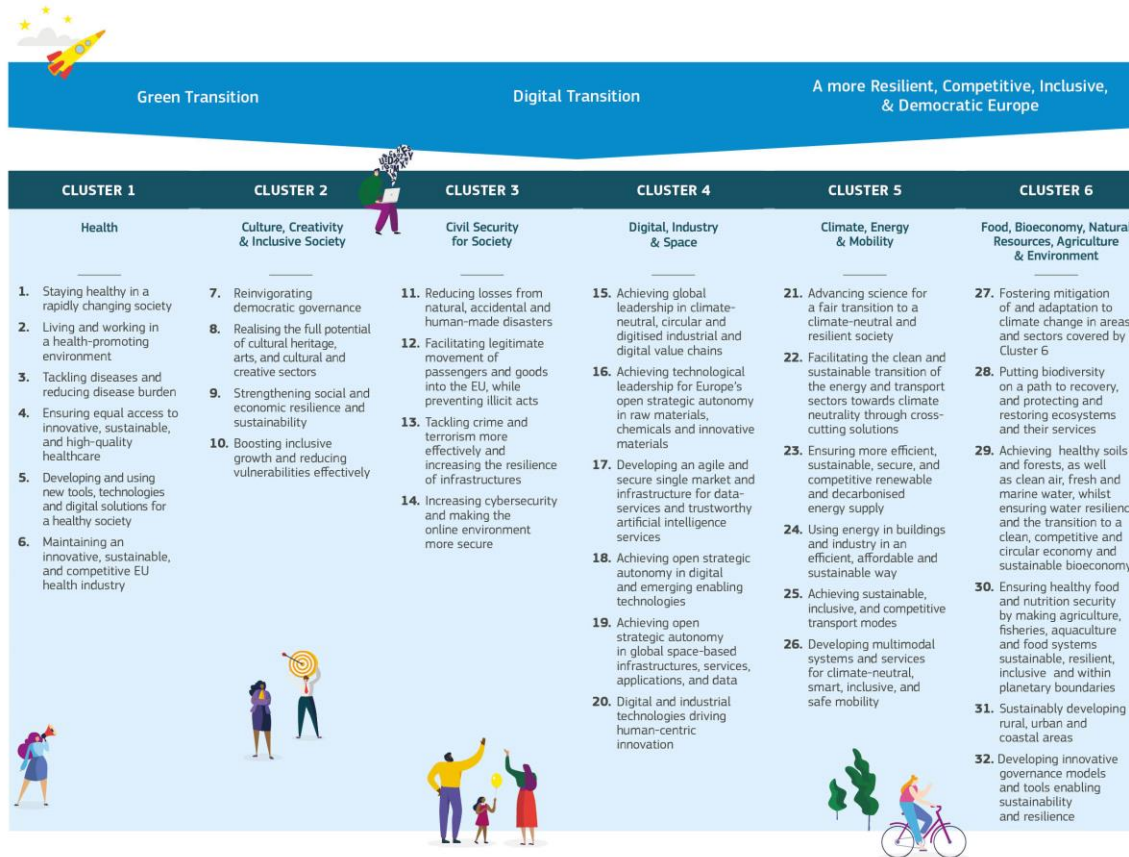 Green Transition
Digital Transition
A more Resilient, Competitive, Inclusive,
& Democratic Europe
CLUSTER 1
Health
1. Staying healthy in a
rapidly changing society
2. Living and working in
a health-promoting
environment
3. Tackling diseases and
reducing disease burden
4. Ensuring equal access to
innovative, sustainable,
and high-quality
healthcare
5. Developing and using
new tools, technologies
and digital solutions for
a healthy society
6. Maintaining an
innovative, sustainable,
and competitive EU
health industry
CLUSTER 2
Culture, Creativity
& Inclusive Society
7. Reinvigorating
democratic governance
8. Realising the full potential
of cultural heritage,
arts, and cultural and
creative sectors
9. Strengthening social and
economic resilience and
sustainability
10. Boosting inclusive
growth and reducing
vulnerabilities effectively
CLUSTER 3
Civil Security
for Society
11. Reducing losses from
natural, accidental and
human-made disasters
12. Facilitating legitimate
movement of
passengers and goods
into the EU, while
preventing illicit acts
13. Tackling crime and
terrorism more
effectively and
increasing the resilience
of infrastructures
14. Increasing cybersecurity
and making the
online environment
more secure
CLUSTER 4
Digital, Industry
& Space
15. Achieving global
leadership in climate-
neutral, circular and
digitised industrial and
digital value chains
16. Achieving technological
leadership for Europe's
open strategic autonomy
in raw materials,
chemicals and innovative
materials
17. Developing an agile and
secure single market and
infrastructure for data-
services and trustworthy
artificial intelligence
services
18. Achieving open strategic
autonomy in digital
and emerging enabling
technologies
19. Achieving open
strategic autonomy
in global space-based
infrastructures, services,
applications, and data
20. Digital and industrial
technologies driving
human-centric
innovation
CLUSTER 5
Climate, Energy
& Mobility
21. Advancing science for
a fair transition to a
climate-neutral and
resilient society
22. Facilitating the clean and
sustainable transition of
the energy and transport
sectors towards climate
neutrality through cross-
cutting solutions
23. Ensuring more efficient,
sustainable, secure, and
competitive renewable
and decarbonised
energy supply
24. Using energy in buildings
and industry in an
efficient, affordable and
sustainable way
25. Achieving sustainable,
inclusive, and competitive
transport modes
26. Developing multimodal
systems and services
for climate-neutral,
smart, inclusive, and
safe mobility
CLUSTER 6
Food, Bioeconomy, Natural
Resources, Agriculture
& Environment
27. Fostering mitigation
of and adaptation to
climate change in areas
and sectors covered by
Cluster 6
28. Putting biodiversity
on a path to recovery,
and protecting and
restoring ecosystems
and their services
29. Achieving healthy soils
and forests, as well
as clean air, fresh and
marine water, whilst
ensuring water resilienc
and the transition to a
clean, competitive and
circular economy and
sustainable bioeconomy
30. Ensuring healthy food
and nutrition security
by making agriculture,
fisheries, aquaculture
and food systems
sustainable, resilient,
inclusive and within
planetary boundaries
31. Sustainably developing
rural, urban and
coastal areas
32. Developing innovative
governance models
and tools enabling
sustainability
and resilience